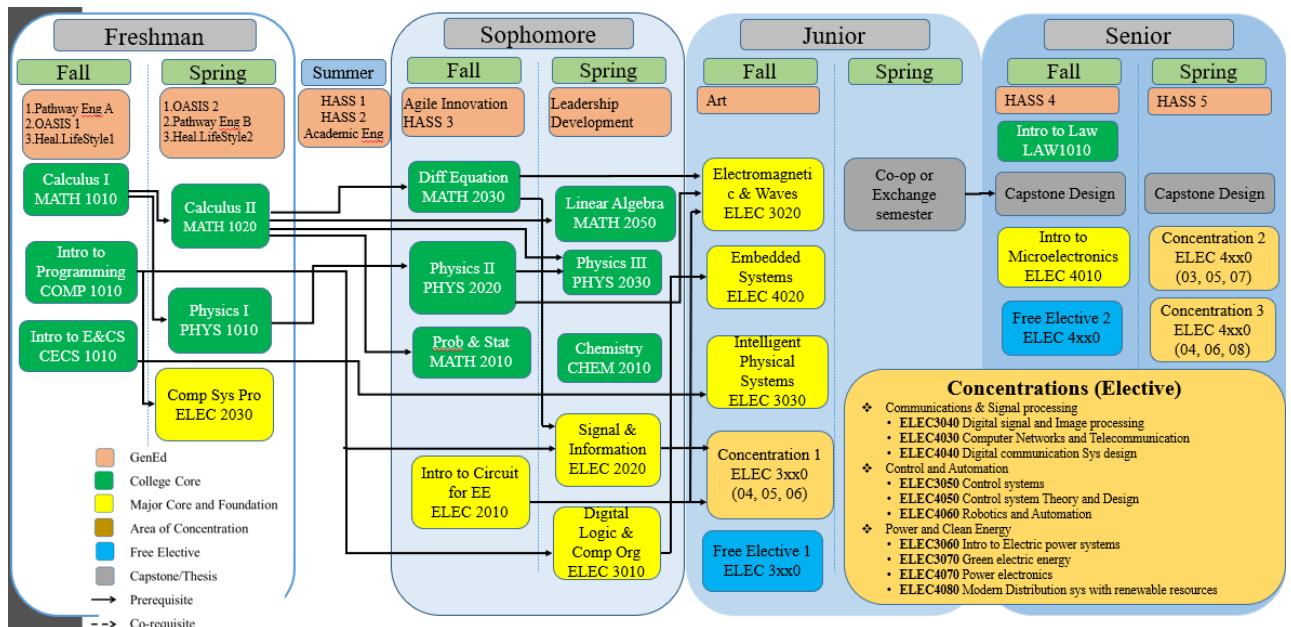 Freshman
Sophomore
Junior
Senior
Fall
Spring
Summer
Fall
Spring
Fall
Spring
Fall
Spring
1.Pathway Eng A
2.OASIS 1
3.Heal.LifeStyle1
1.OASIS 2
2.Pathway Eng B
3.Heal.LifeStyle2
HASS 1
HASS 2
Academic Eng
Agile Innovation
HASS 3
Leadership
Development
Art
HASS 4
HASS 5
Calculus I
MATH 1010
Intro to
Programming
COMP 1010
Intro to E&CS
CECS 1010
Calculus II
MATH 1020
Physics I
PHYS 1010
Comp Sys Pro
ELEC 2030
Diff Equation
MATH 2030
Physics II
PHYS 2020
Prob & Stat
MATH 2010
Intro to Circuit
for EE
ELEC 2010
Linear Algebra
MATH 2050
Physics III
PHYS 2030
Chemistry
CHEM 2010
Signal &
Information
ELEC 2020
Digital
Logic &
Comp Org
ELEC 3010
Electromagneti
c & Waves
ELEC 3020
Embedded
Systems
ELEC 4020
Intelligent
Physical
Systems
ELEC 3030
Concentration 1
ELEC 3xx0
(04, 05, 06)
Free Elective 1
ELEC 3xx0
Co-op or
Exchange
semester
Intro to Law
LAW1010
Capstone Design
Intro to
Microelectronics
ELEC 4010
Free Elective 2
ELEC 4xx0
Capstone Design
Concentration 2
ELEC 4xx0
(03, 05, 07)
Concentration 3
ELEC 4xx0
(04, 06, 08)
Concentrations (Elective)
❖ Communications & Signal processing
• ELEC3040 Digital signal and Image processing
• ELEC4030 Computer Networks and Telecommunication
• ELEC4040 Digital communication Sys design
❖ Control and Automation
• ELEC3050 Control systems
• ELEC4050 Control system Theory and Design
• ELEC4060 Robotics and Automation
❖ Power and Clean Energy
• ELEC3060 Intro to Electric power systems
• ELEC3070 Green electric energy
• ELEC4070 Power electronics
• ELEC4080 Modern Distribution sys with renewable resources
GenEd
College Core
Major Core and Foundation
Area of Concentration
Free Elective
Capstone/Thesis
Prerequisite
Co-requisite